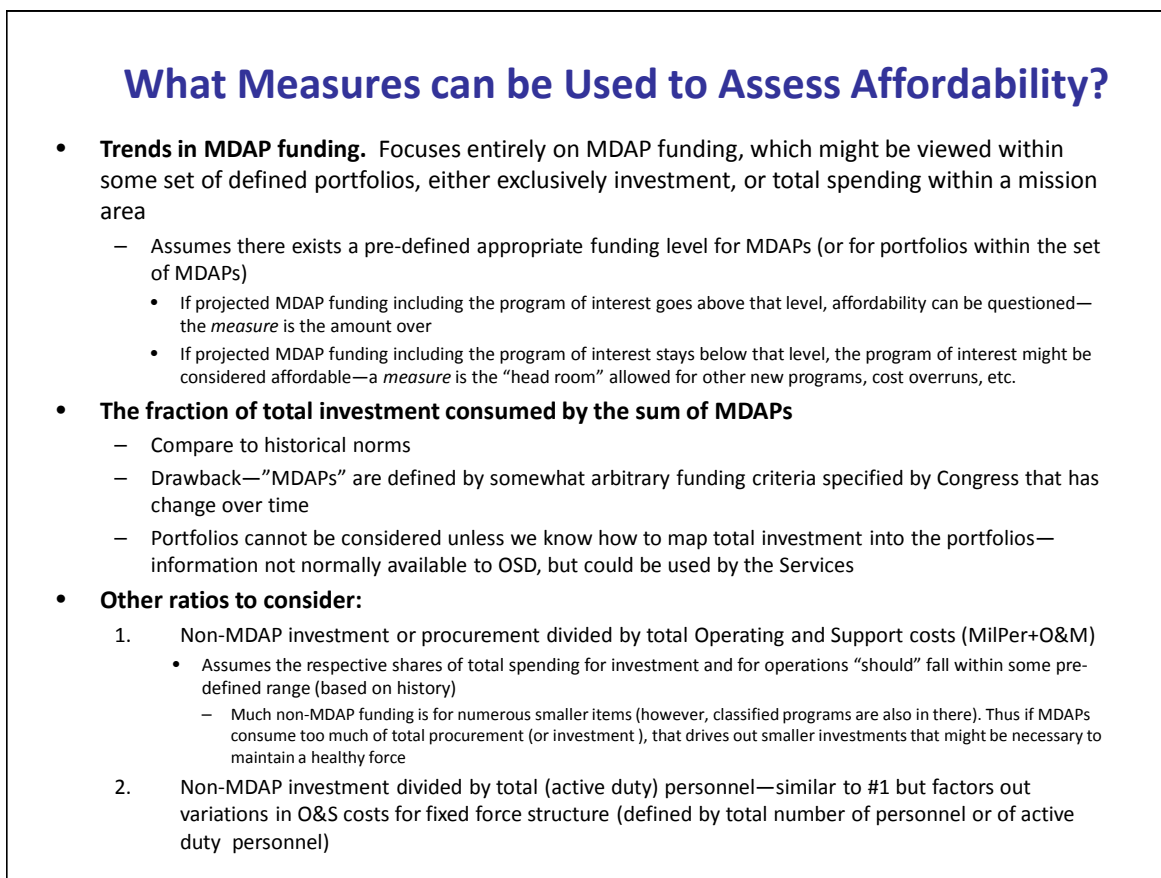 What Measures can be Used to Assess Affordability?
• Trends in MDAP funding. Focuses entirely on MDAP funding, which might be viewed within
some set of defined portfolios, either exclusively investment, or total spending within a mission
area
– Assumes there exists a pre-defined appropriate funding level for MDAPs (or for portfolios within the set
of MDAPs)
• If projected MDAP funding including the program of interest goes above that level, affordability can be questioned—
the measure is the amount over
• If projected MDAP funding including the program of interest stays below that level, the program of interest might be
considered affordable—a measure is the “head room” allowed for other new programs, cost overruns, etc.
• The fraction of total investment consumed by the sum of MDAPs
– Compare to historical norms
– Drawback—”MDAPs” are defined by somewhat arbitrary funding criteria specified by Congress that has
change over time
– Portfolios cannot be considered unless we know how to map total investment into the portfolios—
information not normally available to OSD, but could be used by the Services
• Other ratios to consider:
1. Non-MDAP investment or procurement divided by total Operating and Support costs (MilPer+O&M)
• Assumes the respective shares of total spending for investment and for operations “should” fall within some pre-
defined range (based on history)
– Much non-MDAP funding is for numerous smaller items (however, classified programs are also in there). Thus if MDAPs
consume too much of total procurement (or investment ), that drives out smaller investments that might be necessary to
maintain a healthy force
2. Non-MDAP investment divided by total (active duty) personnel—similar to #1 but factors out
variations in O&S costs for fixed force structure (defined by total number of personnel or of active
duty personnel)